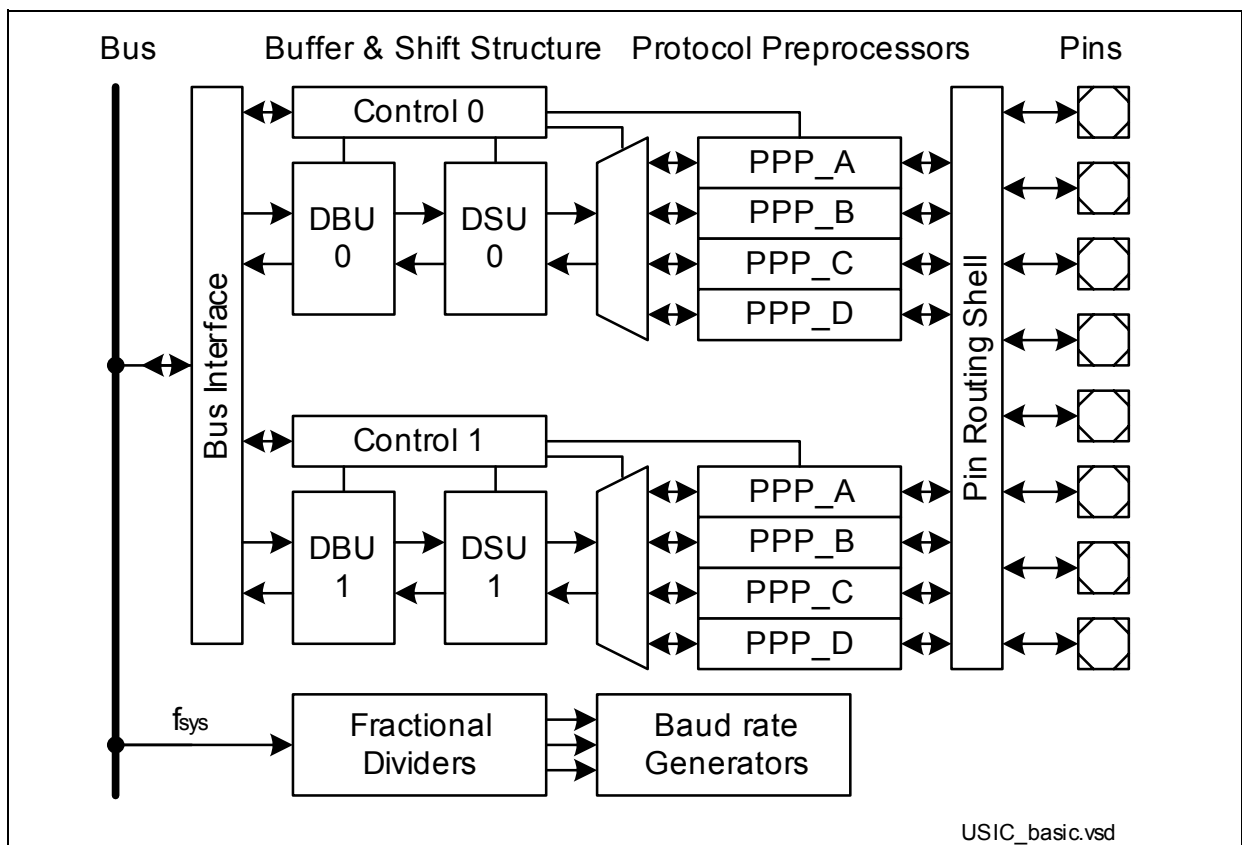 Bus
Buffer & Shift Structure
Protocol Preprocessors
Pins
Bus Interface
Control 0
DBU
0
DSU
0
PPP_A
PPP_B
PPP_C
PPP_D
Control 1
DBU
1
DSU
1
PPP_A
PPP_B
PPP_C
PPP_D
Pin Routing Shell
fsys
Fractional
Dividers
Baud rate
Generators
USIC_basic.vsd